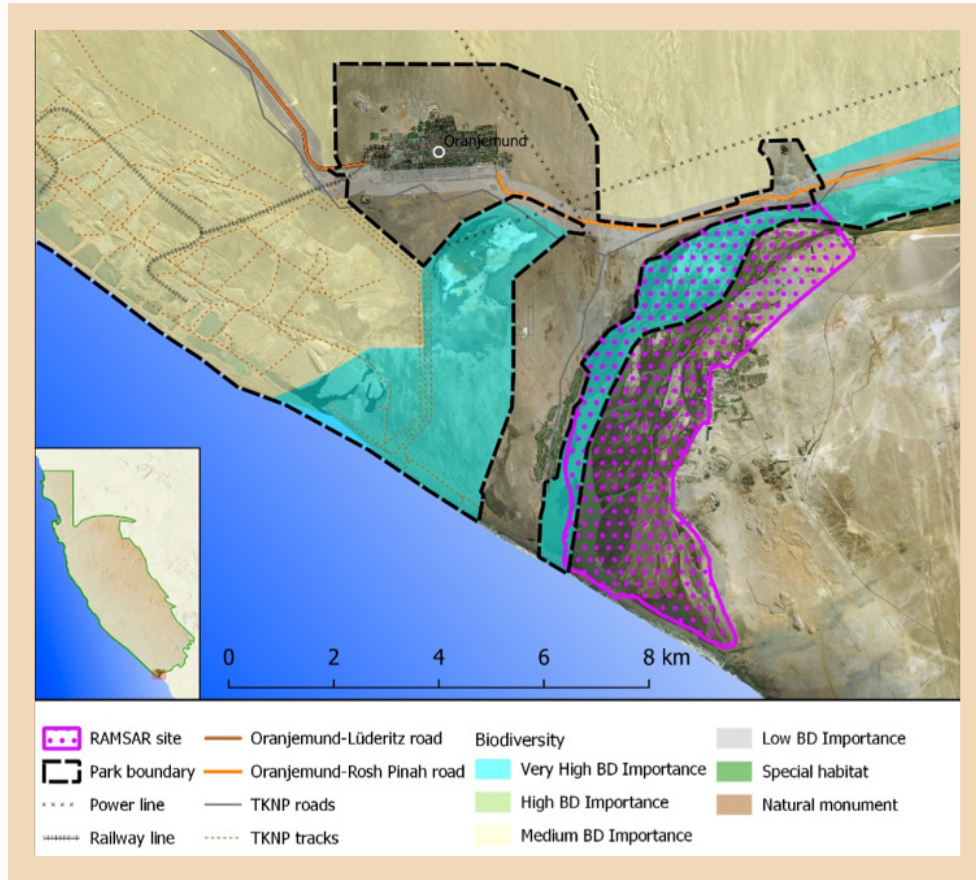 Oranjemund
0 2 4 6 8 km
RAMSAR site
Park boundary
Power line
Railway line
Oranjemund-Lüderitz road
Oranjemund-Rosh Pinah road
TKNP roads
TKNP tracks
Biodiversity
Very High BD Importance
High BD Importance
Medium BD Importance
Low BD Importance
Special habitat
Natural monument